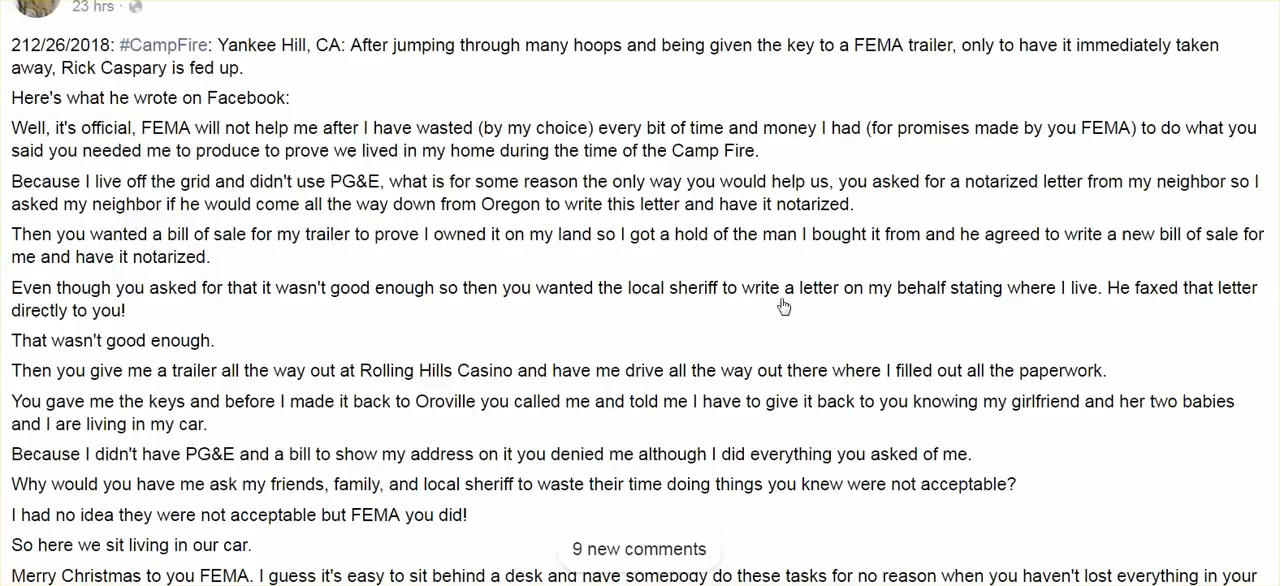 23 hrs ·
212/26/2018: #CampFire: Yankee Hill, CA: After jumping through many hoops and being given the key to a FEMA trailer, only to have it immediately taken
away, Rick Caspary is fed up.
Here's what he wrote on Facebook:
Well, it's official, FEMA will not help me after I have wasted (by my choice) every bit of time and money I had (for promises made by you FEMA) to do what you
said you needed me to produce to prove we lived in my home during the time of the Camp Fire.
Because I live off the grid and didn't use PG&E, what is for some reason the only way you would help us, you asked for a notarized letter from my neighbor so I
asked my neighbor if he would come all the way down from Oregon to write this letter and have it notarized.
Then you wanted a bill of sale for my trailer to prove I owned it on my land so I got a hold of the man I bought it from and he agreed to write a new bill of sale for
me and have it notarized.
Even though you asked for that it wasn't good enough so then you wanted the local sheriff to write a letter on my behalf stating where I live. He faxed that letter
directly to you!
That wasn't good enough.
Then you give me a trailer all the way out at Rolling Hills Casino and have me drive all the way out there where I filled out all the paperwork.
You gave me the keys and before I made it back to Oroville you called me and told me I have to give it back to you knowing my girlfriend and her two babies
and I are living in my car.
Because I didn't have PG&E and a bill to show my address on it you denied me although I did everything you asked of me.
Why would you have me ask my friends, family, and local sheriff to waste their time doing things you knew were not acceptable?
I had no idea they were not acceptable but FEMA you did!
So here we sit living in our car.
9 new comments
Merry Christmas to you FEMA. I guess it's easy to sit behind a desk and have somebody do these tasks for no reason when you haven't lost everything in your